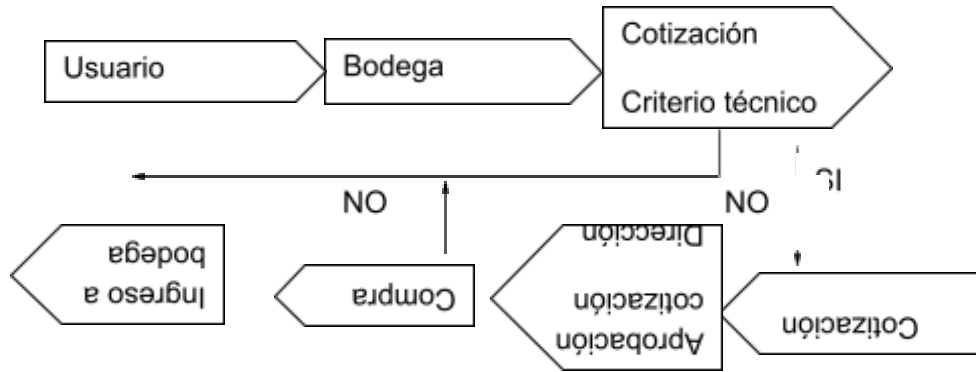 Usuario
Bodega
Cotización
Criterio técnico
NO
NO
Cotización
Aprobación
cotización
Dirección
Compra
Ingreso a
bodega